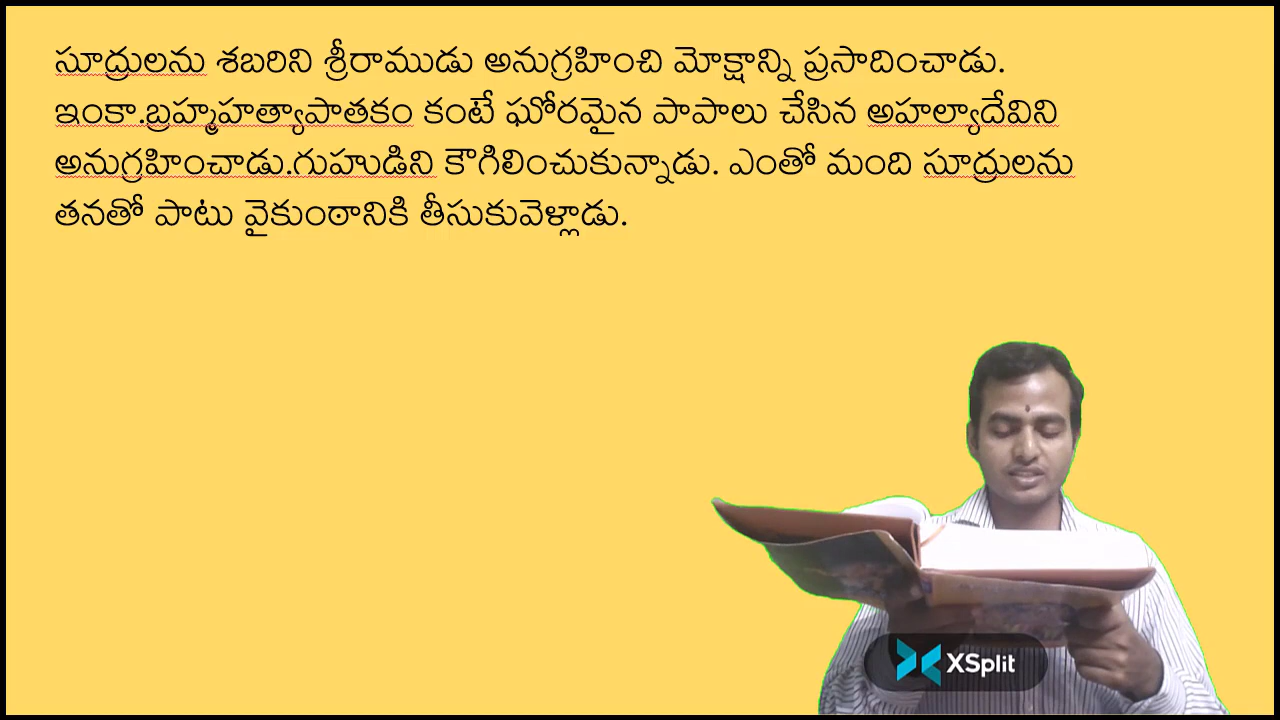 సూద్రులను శబరిని శ్రీరాముడు అనుగ్రహించి మోక్షాన్ని ప్రసాదించాడు.
ఇంకా.బ్రహ్మహత్యాపాతకం కంటే ఘోరమైన పాపాలు చేసిన అహల్యాదేవిని
అనుగ్రహించాడు.గుహుడిని కౌగిలించుకున్నాడు. ఎంతో మంది సూద్రులను
తనతో పాటు వైకుంఠానికి తీసుకువెళ్లాడు.
XSplit